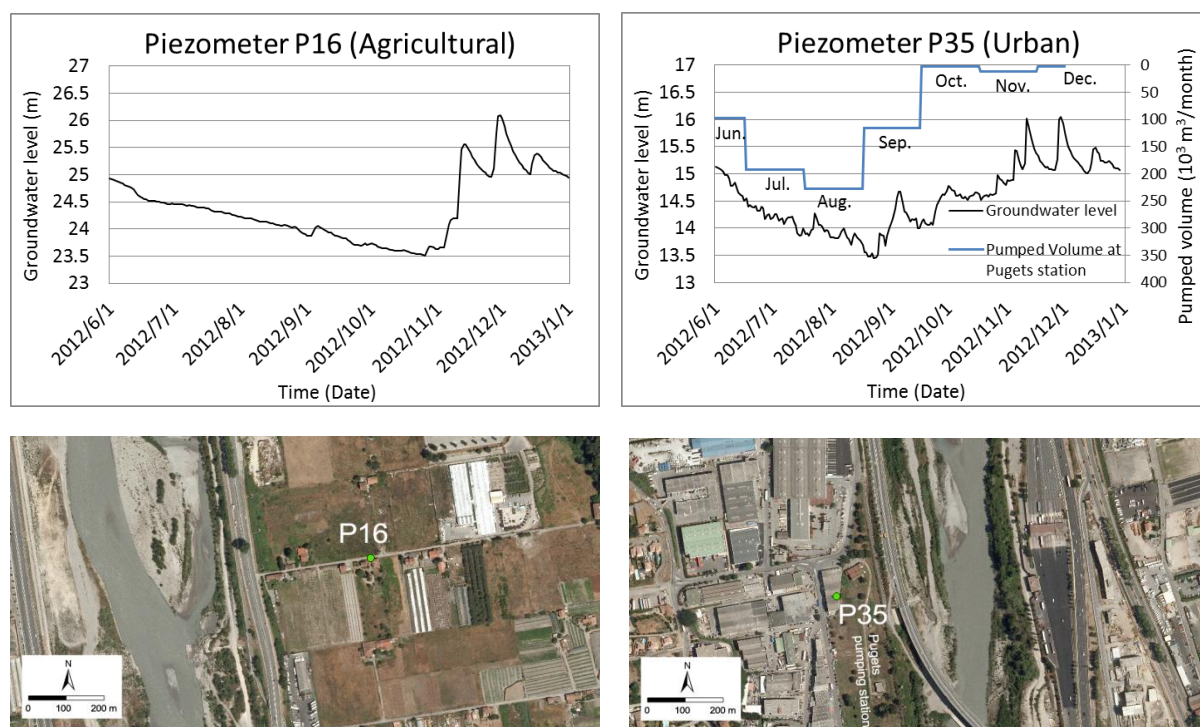 Piezometer P16 (Agricultural)
Groundwater level (m)
27
26.5
26
25.5
25
24.5
24
23.5
23
2012/6/1
2012/7/1
2012/8/1
2012/9/1
2012/10/1
2012/11/1
2012/12/1
2013/1/1
Time (Date)
Piezometer P35 (Urban)
Groundwater level (m)
17
16.5
16
15.5
15
14.5
14
13.5
13
Jun.
Jul.
Aug.
Sep.
Oct.
Nov.
Dec.
Groundwater level
Pumped Volume at
Pugets station
0
50
100
150
200
250
300
350
400
Pumped volume (10³ m³/month)
2012/6/1
2012/7/1
2012/8/1
2012/9/1
2012/10/1
2012/11/1
2012/12/1
2013/1/1
Time (Date)
P16
N
0 100 200 m
P35
Pugets
pumping station
N
0 100 200 m